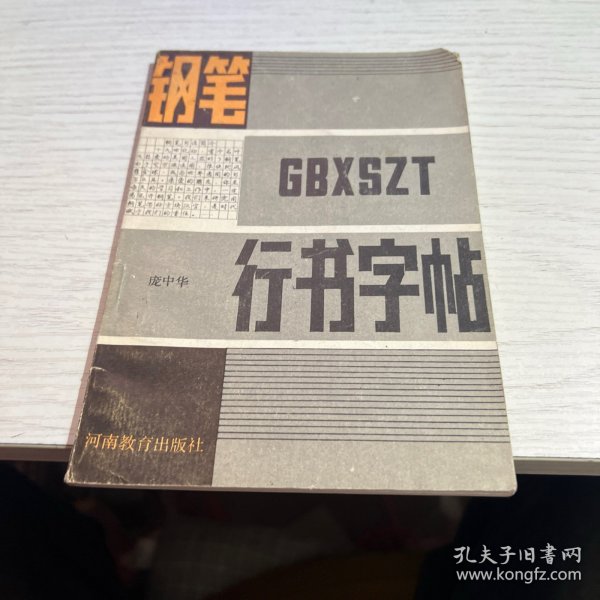 钢笔
GBXSZT
行书字帖
庞中华
河南教育出版社
孔夫子旧书网
www.kongfz.com